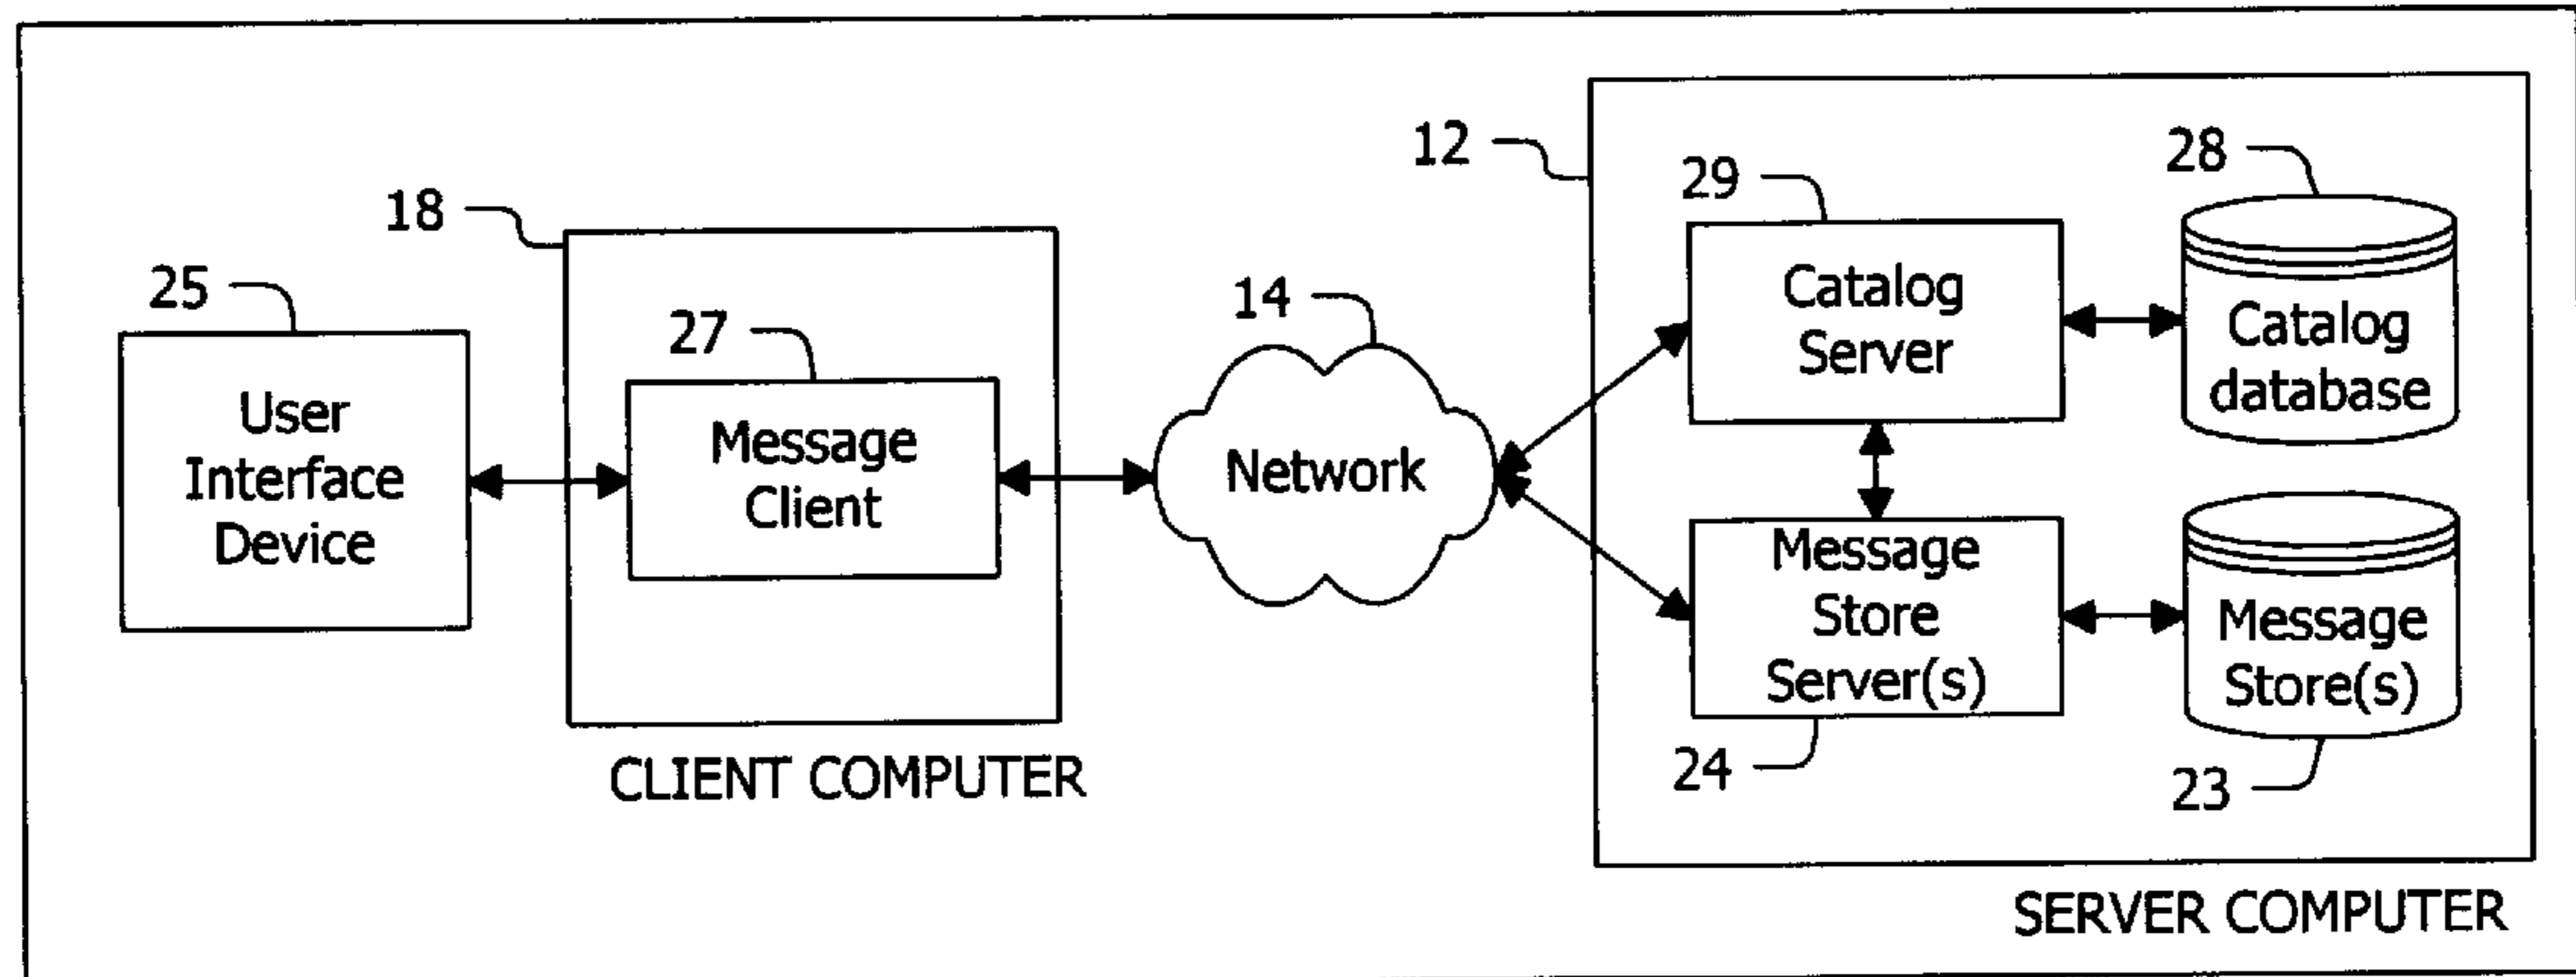 12
28
29
18
25
14
27
Catalog
Server
Catalog
database
User
Interface
Device
Message
Client
Network
Message
Store
Server(s)
Message
Store(s)
24
23
CLIENT COMPUTER
SERVER COMPUTER